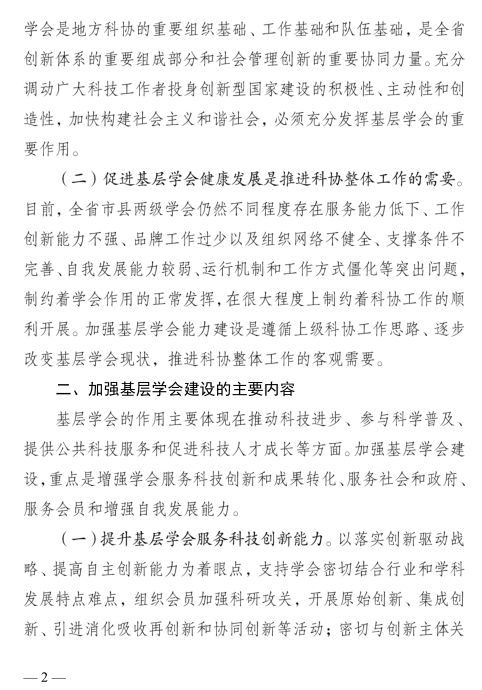 学会是地方科协的重要组织基础、工作基础和队伍基础，是全省
创新体系的重要组成部分和社会管理创新的重要协同力量。充分
调动广大科技工作者投身创新型国家建设的积极性、主动性和创
造性，加快构建社会主义和谐社会，必须充分发挥基层学会的重
要作用。
（二）促进基层学会健康发展是推进科协整体工作的需要。
目前，全省市县两级学会仍然不同程度存在服务能力低下、工作
创新能力不强、品牌工作过少以及组织网络不健全、支撑条件不
完善、自我发展能力较弱、运行机制和工作方式僵化等突出问题，
制约着学会作用的正常发挥，在很大程度上制约着科协工作的顺
利开展。加强基层学会能力建设是遵循上级科协工作思路、逐步
改变基层学会现状，推进科协整体工作的客观需要。
二、加强基层学会建设的主要内容
基层学会的作用主要体现在推动科技进步、参与科学普及、
提供公共科技服务和促进科技人才成长等方面。加强基层学会建
设，重点是增强学会服务科技创新和成果转化、服务社会和政府、
服务会员和增强自我发展能力。
（一）提升基层学会服务科技创新能力。以落实创新驱动战
略、提高自主创新能力为着眼点，支持学会密切结合行业和学科
发展特点难点，组织会员加强科研攻关，开展原始创新、集成创
新、引进消化吸收再创新和协同创新等活动；密切与创新主体关
— 2 —